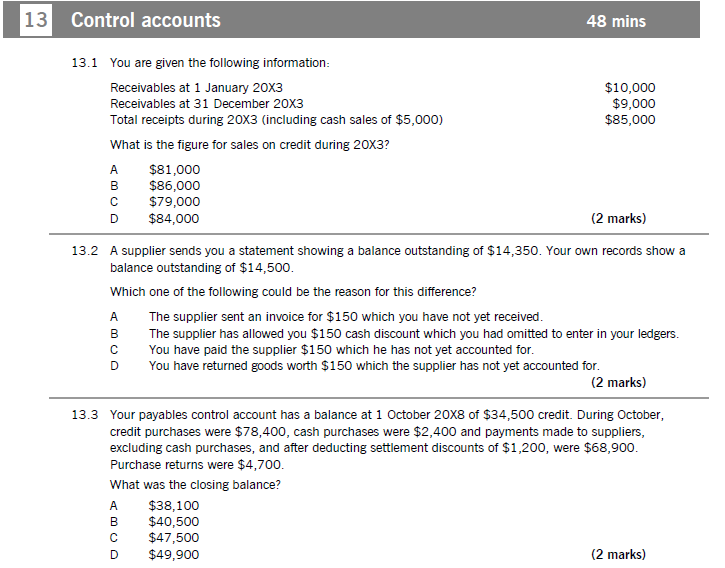 13 Control accounts 48 mins
13.1 You are given the following information:
Receivables at 1 January 20X3 $10,000
Receivables at 31 December 20X3 $9,000
Total receipts during 20X3 (including cash sales of $5,000) $85,000
What is the figure for sales on credit during 20X3?
A $81,000
B $86,000
C $79,000
D $84,000 (2 marks)
13.2 A supplier sends you a statement showing a balance outstanding of $14,350. Your own records show a
balance outstanding of $14,500.
Which one of the following could be the reason for this difference?
A The supplier sent an invoice for $150 which you have not yet received.
B The supplier has allowed you $150 cash discount which you had omitted to enter in your ledgers.
C You have paid the supplier $150 which he has not yet accounted for.
D You have returned goods worth $150 which the supplier has not yet accounted for.
(2 marks)
13.3 Your payables control account has a balance at 1 October 20X8 of $34,500 credit. During October,
credit purchases were $78,400, cash purchases were $2,400 and payments made to suppliers,
excluding cash purchases, and after deducting settlement discounts of $1,200, were $68,900.
Purchase returns were $4,700.
What was the closing balance?
A $38,100
B $40,500
C $47,500
D $49,900 (2 marks)